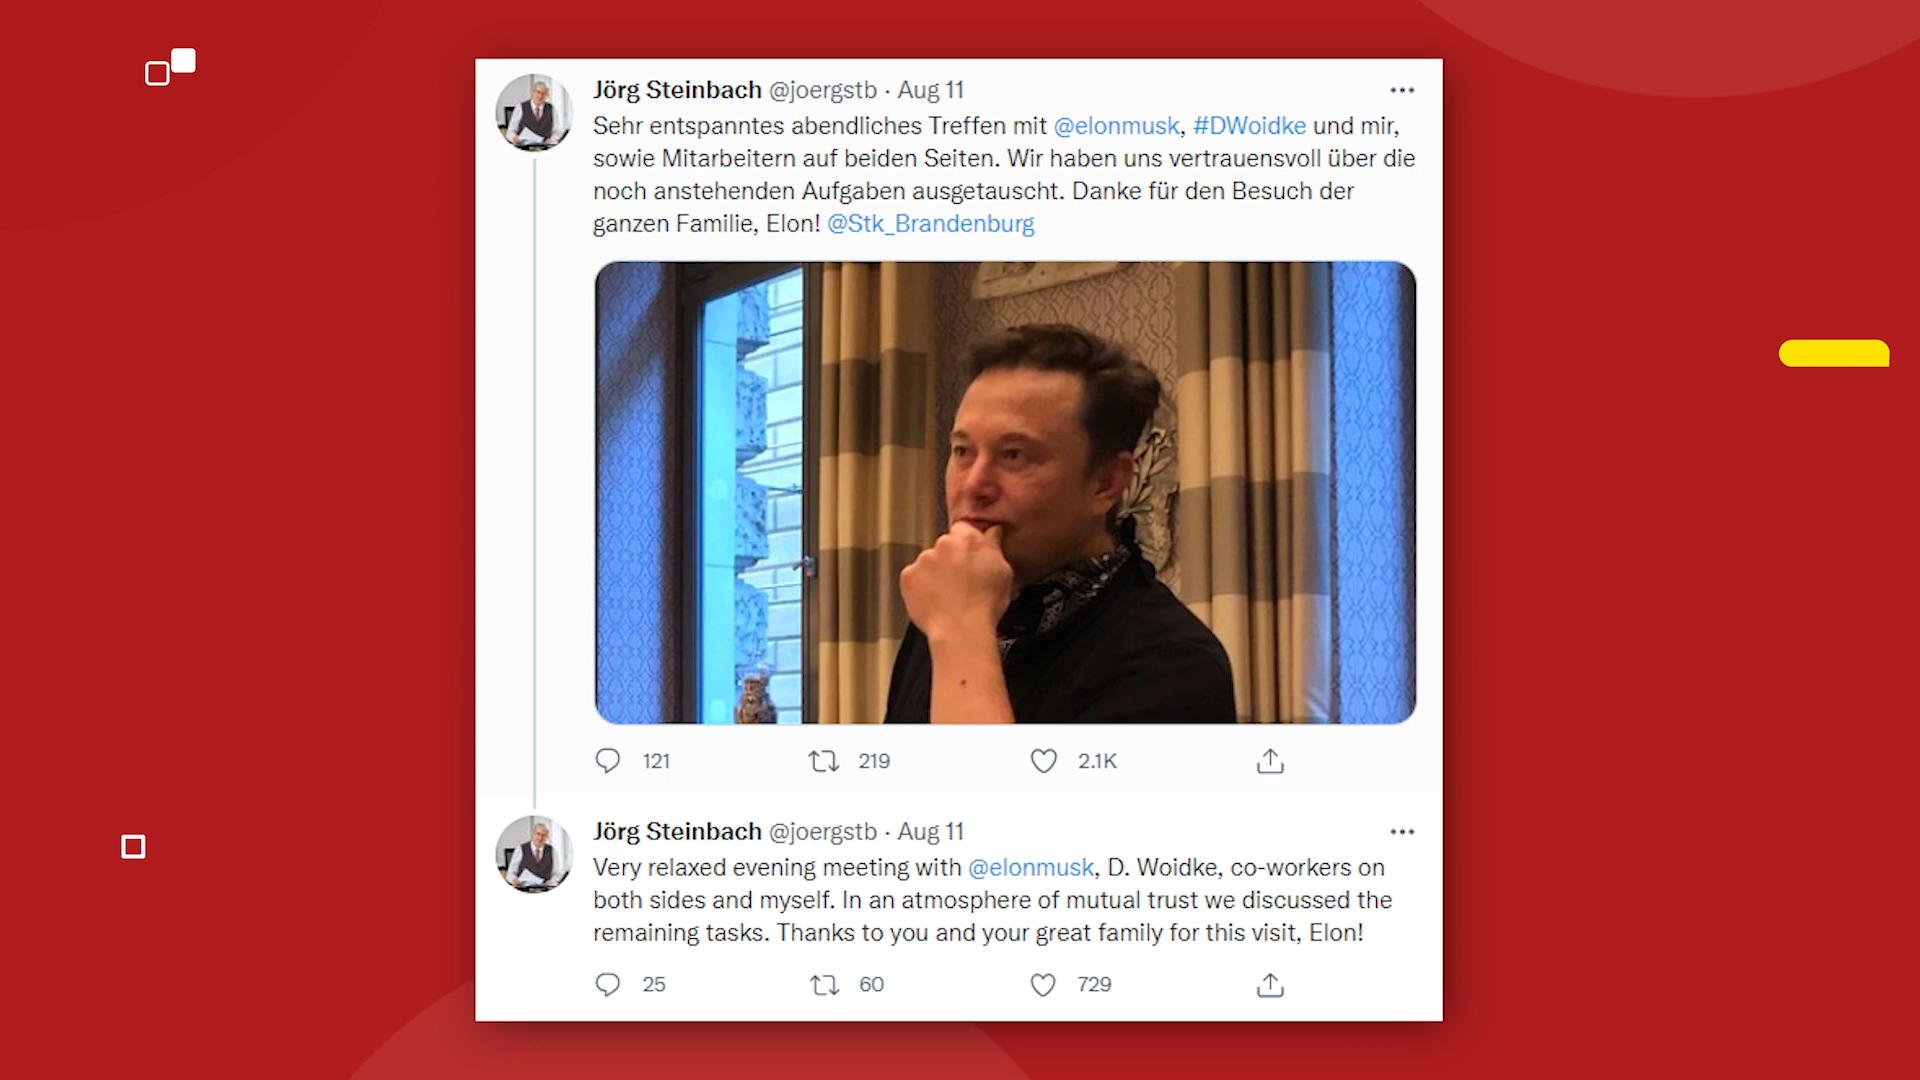 Jörg Steinbach @joergstb · Aug 11
Sehr entspanntes abendliches Treffen mit @elonmusk, #DWoidke und mir,
sowie Mitarbeitern auf beiden Seiten. Wir haben uns vertrauensvoll über die
noch anstehenden Aufgaben ausgetauscht. Danke für den Besuch der
ganzen Familie, Elon! @Stk_Brandenburg
121 219 2.1K
Jörg Steinbach @joergstb · Aug 11
Very relaxed evening meeting with @elonmusk, D. Woidke, co-workers on
both sides and myself. In an atmosphere of mutual trust we discussed the
remaining tasks. Thanks to you and your great family for this visit, Elon!
25 60 729